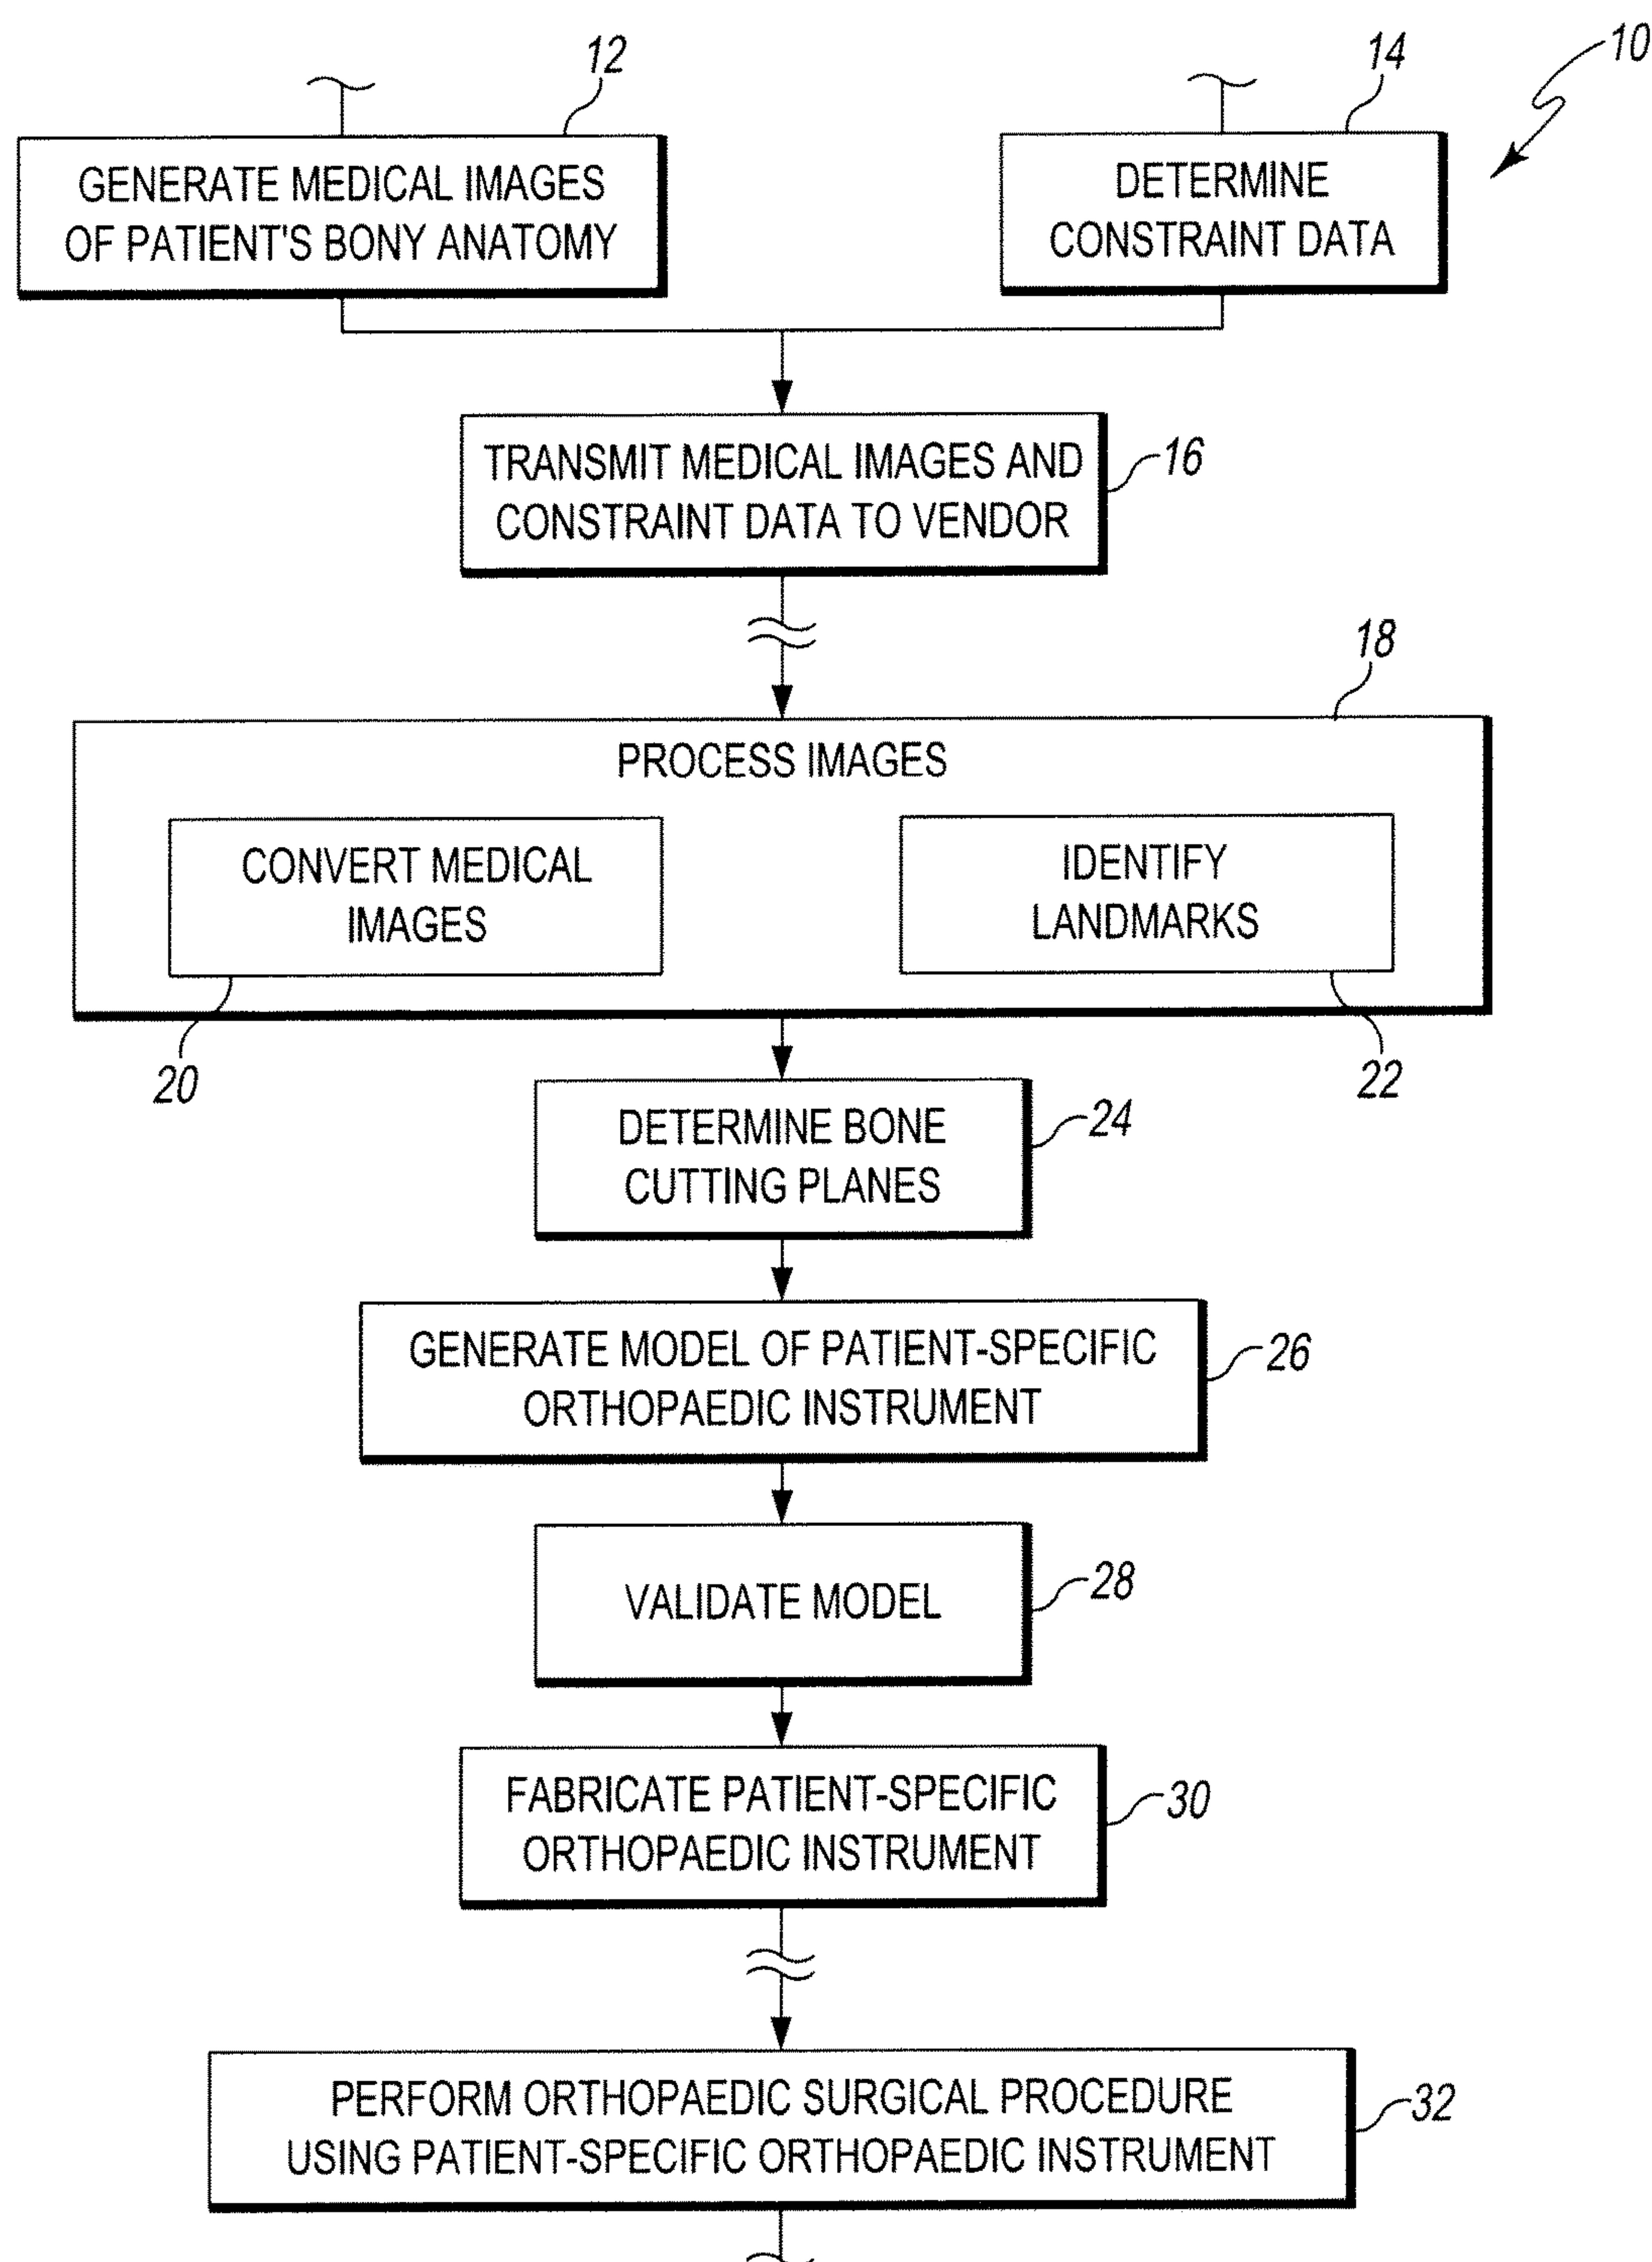 12
14
10
GENERATE MEDICAL IMAGES
OF PATIENT'S BONY ANATOMY
DETERMINE
CONSTRAINT DATA
TRANSMIT MEDICAL IMAGES AND
CONSTRAINT DATA TO VENDOR
16
18
PROCESS IMAGES
CONVERT MEDICAL
IMAGES
IDENTIFY
LANDMARKS
20
22
DETERMINE BONE
CUTTING PLANES
24
GENERATE MODEL OF PATIENT-SPECIFIC
ORTHOPAEDIC INSTRUMENT
26
VALIDATE MODEL
28
FABRICATE PATIENT-SPECIFIC
ORTHOPAEDIC INSTRUMENT
30
PERFORM ORTHOPAEDIC SURGICAL PROCEDURE
USING PATIENT-SPECIFIC ORTHOPAEDIC INSTRUMENT
32